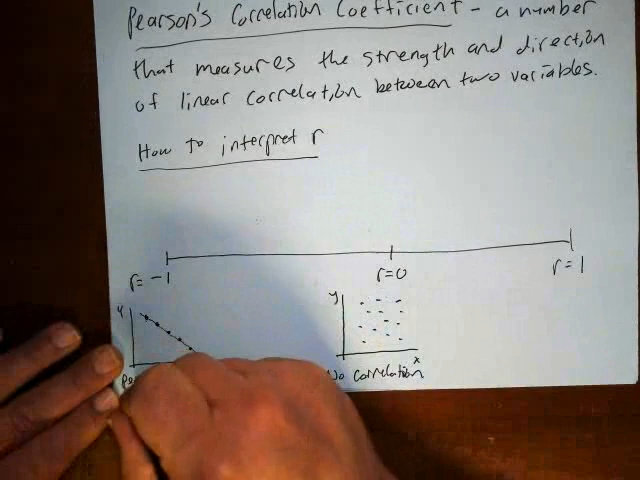 Pearson's Correlation Coefficient - a number
that measures the strength and direction
of linear correlation between two variables.
How to interpret r
r= -1 r=0 r=1
y y
x
No correlation